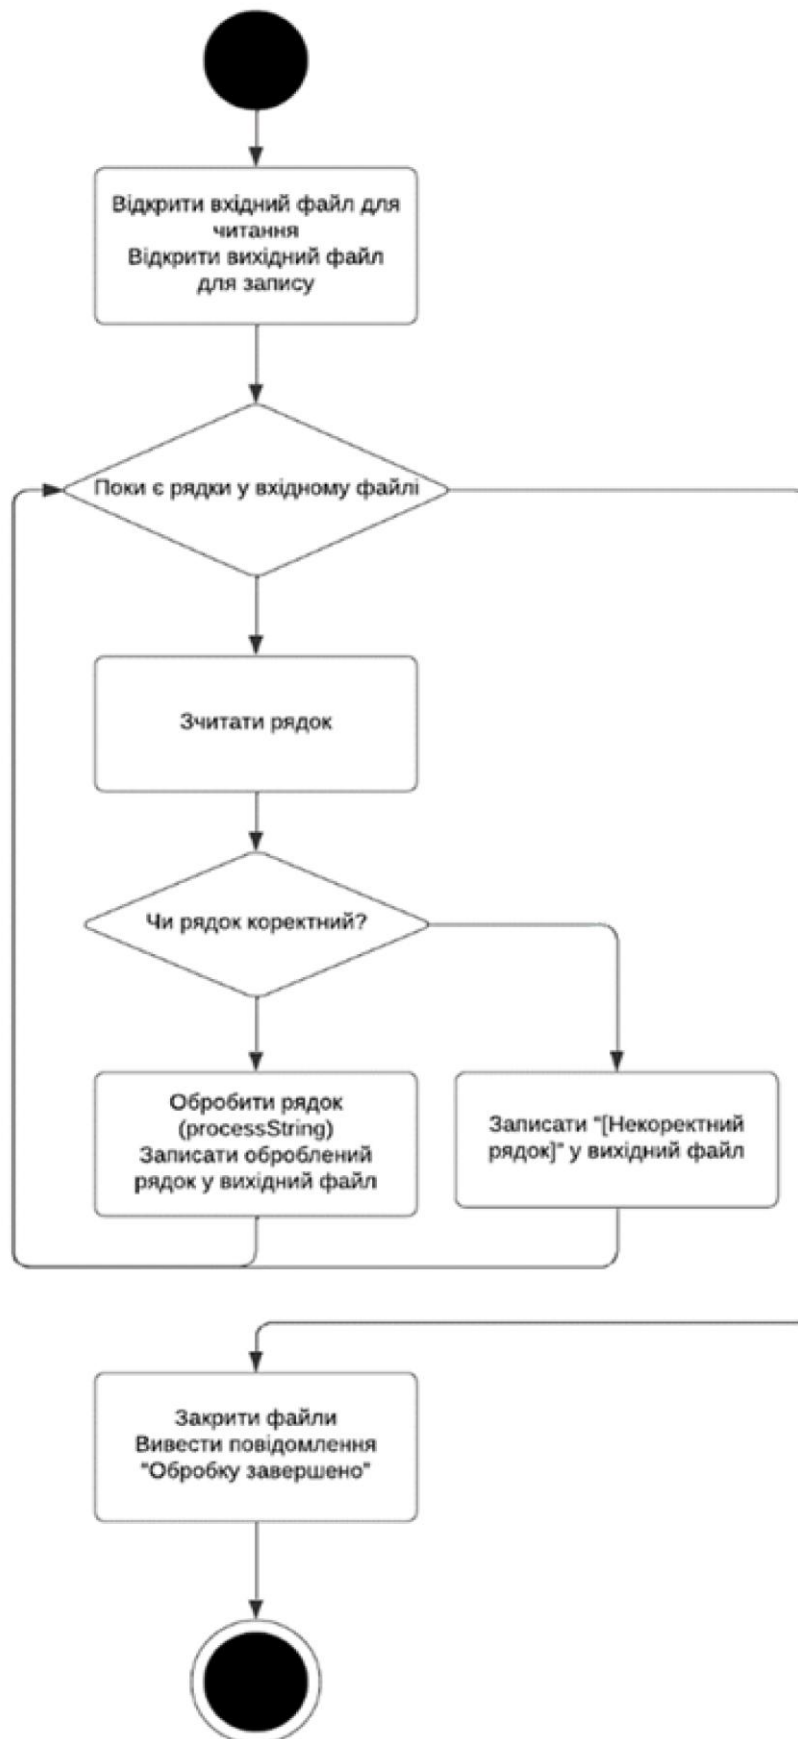 Відкрити вхідний файл для
читання
Відкрити вихідний файл
для запису
Поки є рядки у вхідному файлі
Зчитати рядок
Чи рядок коректний?
Обробити рядок
(processString)
Записати оброблений
рядок у вихідний файл
Записати "[Некоректний
рядок]" у вихідний файл
Закрити файли
Вивести повідомлення
"Обробку завершено"